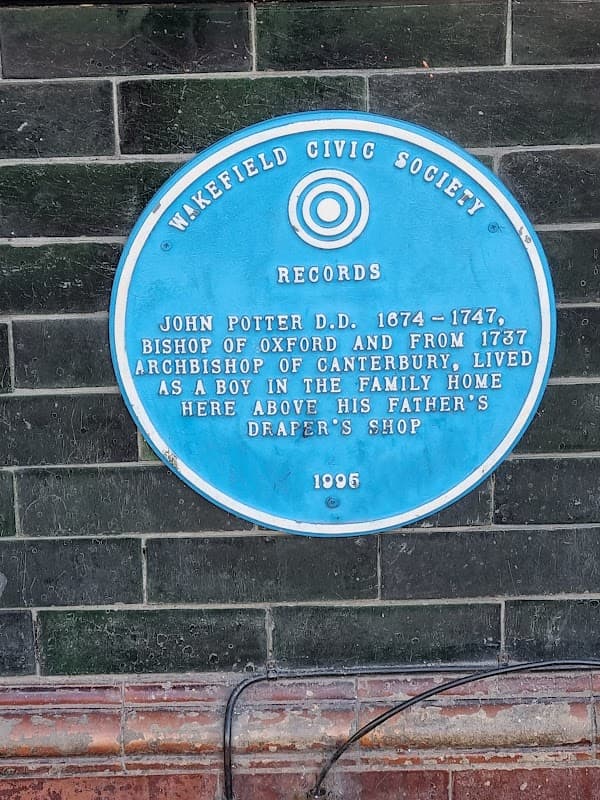 WAKEFIELD CIVIC SOCIETY
RECORDS
JOHN POTTER D.D. 1674 – 1747,
BISHOP OF OXFORD AND FROM 1737
ARCHBISHOP OF CANTERBURY, LIVED
AS A BOY IN THE FAMILY HOME
HERE ABOVE HIS FATHER'S
DRAPER'S SHOP
1995